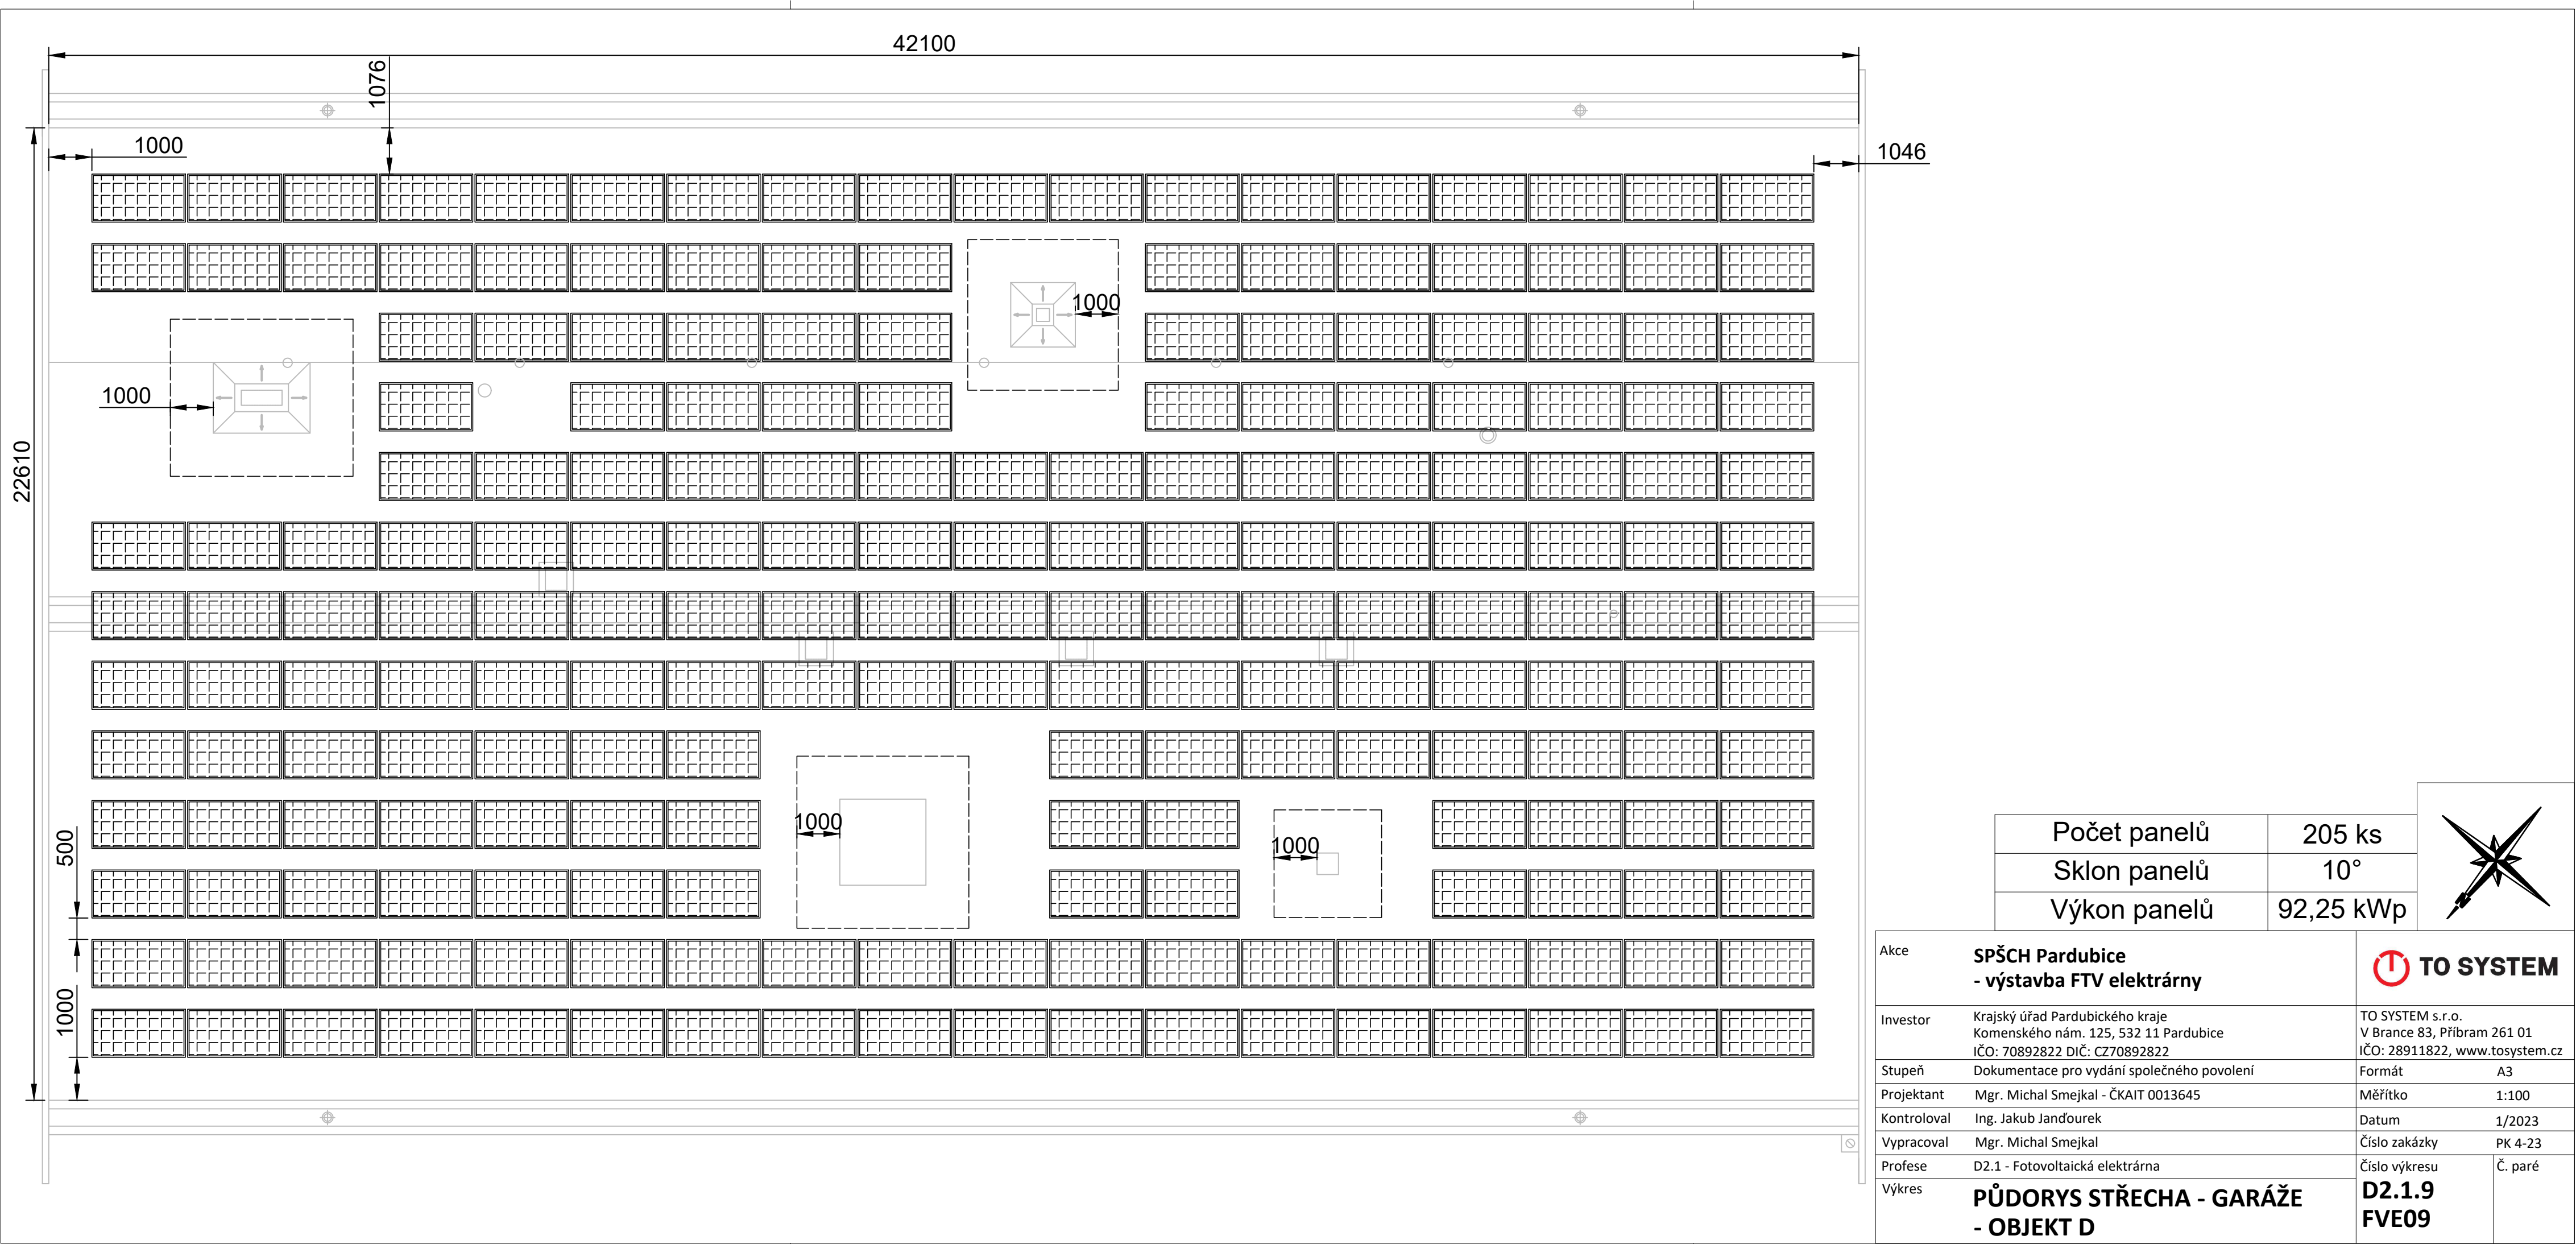 42100
1076
1000
1046
1000
1000
22610
1000
1000
500
1000
Počet panelů 205 ks
Sklon panelů 10°
Výkon panelů 92,25 kWp
N
Akce SPŠCH Pardubice
- výstavba FTV elektrárny
TO SYSTEM
Investor Krajský úřad Pardubického kraje
Komenského nám. 125, 532 11 Pardubice
IČO: 70892822 DIČ: CZ70892822
TO SYSTEM s.r.o.
V Brance 83, Příbram 261 01
IČO: 28911822, www.tosystem.cz
Stupeň Dokumentace pro vydání společného povolení Formát A3
Projektant Mgr. Michal Smejkal - ČKAIT 0013645 Měřítko 1:100
Kontroloval Ing. Jakub Janďourek Datum 1/2023
Vypracoval Mgr. Michal Smejkal Číslo zakázky PK 4-23
Profese D2.1 - Fotovoltaická elektrárna Číslo výkresu Č. paré
Výkres PŮDORYS STŘECHA - GARÁŽE
- OBJEKT D
D2.1.9
FVE09